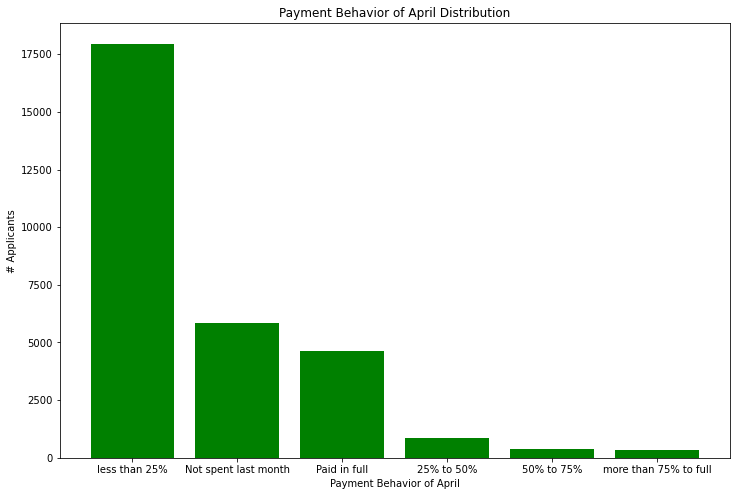 Payment Behavior of April Distribution
# Applicants
17500
15000
12500
10000
7500
5000
2500
0
less than 25% Not spent last month Paid in full 25% to 50% 50% to 75% more than 75% to full
Payment Behavior of April